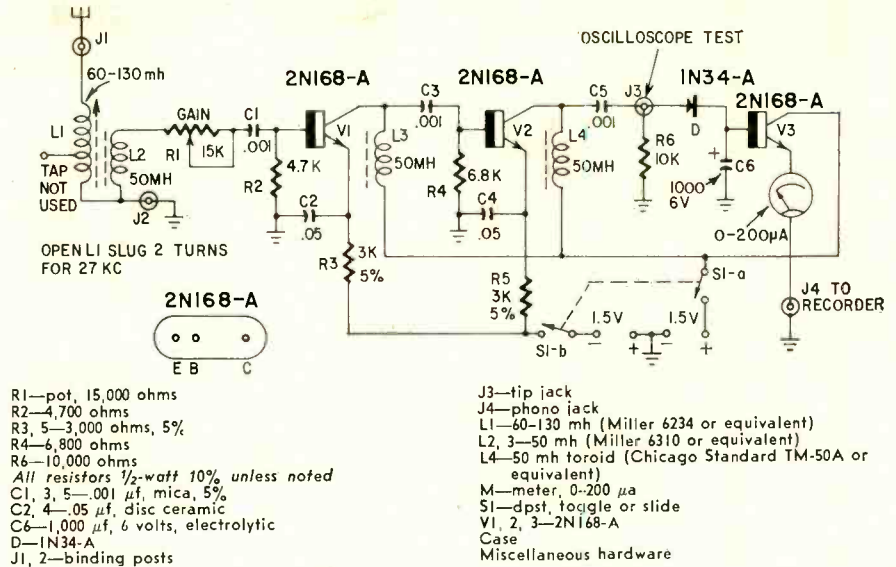 J1
OSCILLOSCOPE TEST
60-130mh
2N168-A
2N168-A
1N34-A
2N168-A
C3
C5
J3
GAIN
C1
.001
.001
L1
R1
15K
.001
V1
L3
V2
L4
D
V3
L2
50MH
4.7K
50MH
R4
6.8K
50MH
R6
10K
+
C6
TAP
NOT
USED
R2
C2
C4
1000
6V
J2
.05
.05
0-200µA
OPEN L1 SLUG 2 TURNS
FOR 27 KC
R3
3K
5%
R5
3K
5%
S1-a
J4 TO
RECORDER
2N168-A
1.5V
1.5V
S1-b
−
+
−
+
E B C
R1—pot, 15,000 ohms
R2—4,700 ohms
R3, 5—3,000 ohms, 5%
R4—6,800 ohms
R6—10,000 ohms
All resistors ½-watt 10% unless noted
C1, 3, 5—.001 µf, mica, 5%
C2, 4—.05 µf, disc ceramic
C6—1,000 µf, 6 volts, electrolytic
D—1N34-A
J1, 2—binding posts
J3—tip jack
J4—phono jack
L1—60-130 mh (Miller 6234 or equivalent)
L2, 3—50 mh (Miller 6310 or equivalent)
L4—50 mh toroid (Chicago Standard TM-50A or
equivalent)
M—meter, 0-200 µa
S1—dpst, toggle or slide
V1, 2, 3—2N168-A
Case
Miscellaneous hardware